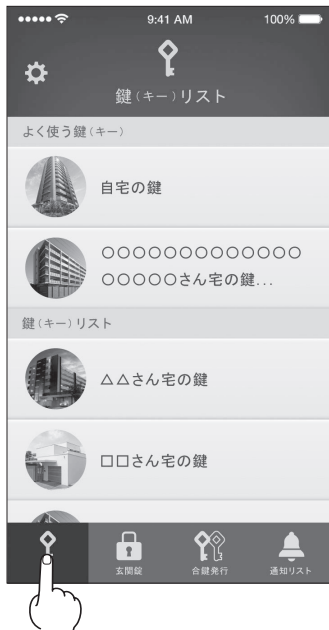 9:41 AM
100%
鍵（キー）リスト
よく使う鍵（キー）
自宅の鍵
○○○○○○○○○○○○○
○○○○○さん宅の鍵...
鍵（キー）リスト
△△さん宅の鍵
□□さん宅の鍵
玄関錠
合鍵発行
通知リスト